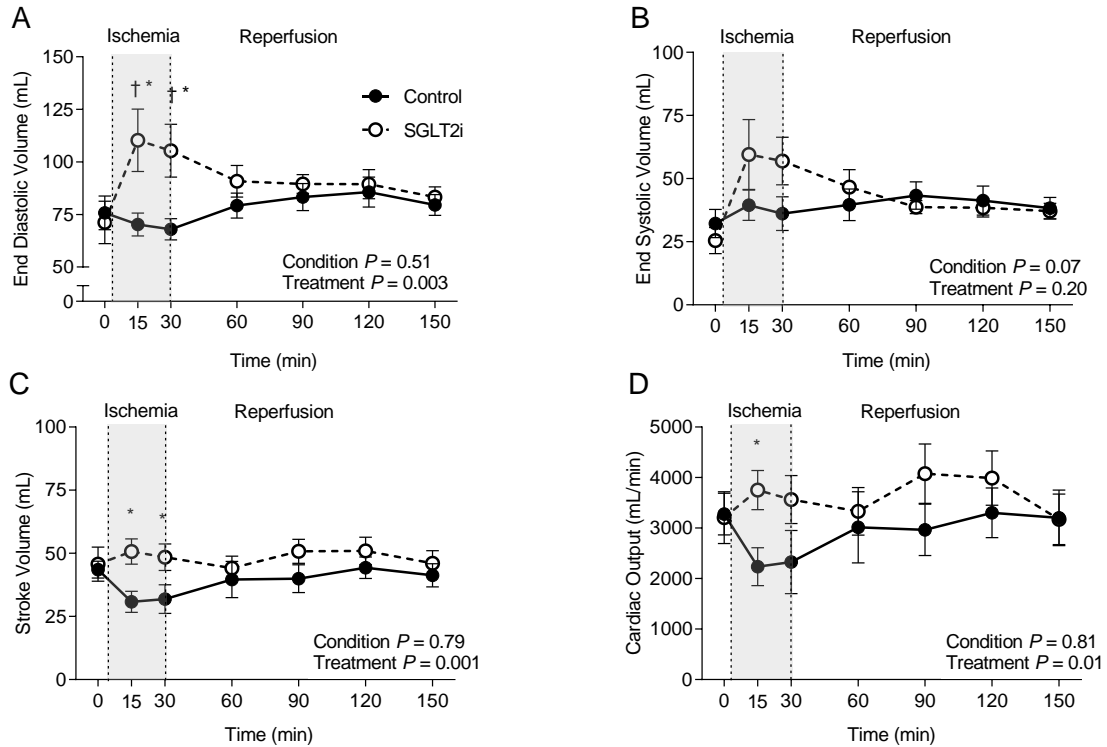 A
Ischemia Reperfusion
150
† * † *
Control
SGLT2i
100
75
50
0
End Diastolic Volume (mL)
Condition P = 0.51
Treatment P = 0.003
0 15 30 60 90 120 150
Time (min)
B
Ischemia Reperfusion
100
75
50
25
0
End Systolic Volume (mL)
Condition P = 0.07
Treatment P = 0.20
0 15 30 60 90 120 150
Time (min)
C
Ischemia Reperfusion
100
75
50
25
0
Stroke Volume (mL)
* *
Condition P = 0.79
Treatment P = 0.001
0 15 30 60 90 120 150
Time (min)
D
Ischemia Reperfusion
5000
4000
3000
2000
1000
0
Cardiac Output (mL/min)
*
Condition P = 0.81
Treatment P = 0.01
0 15 30 60 90 120 150
Time (min)